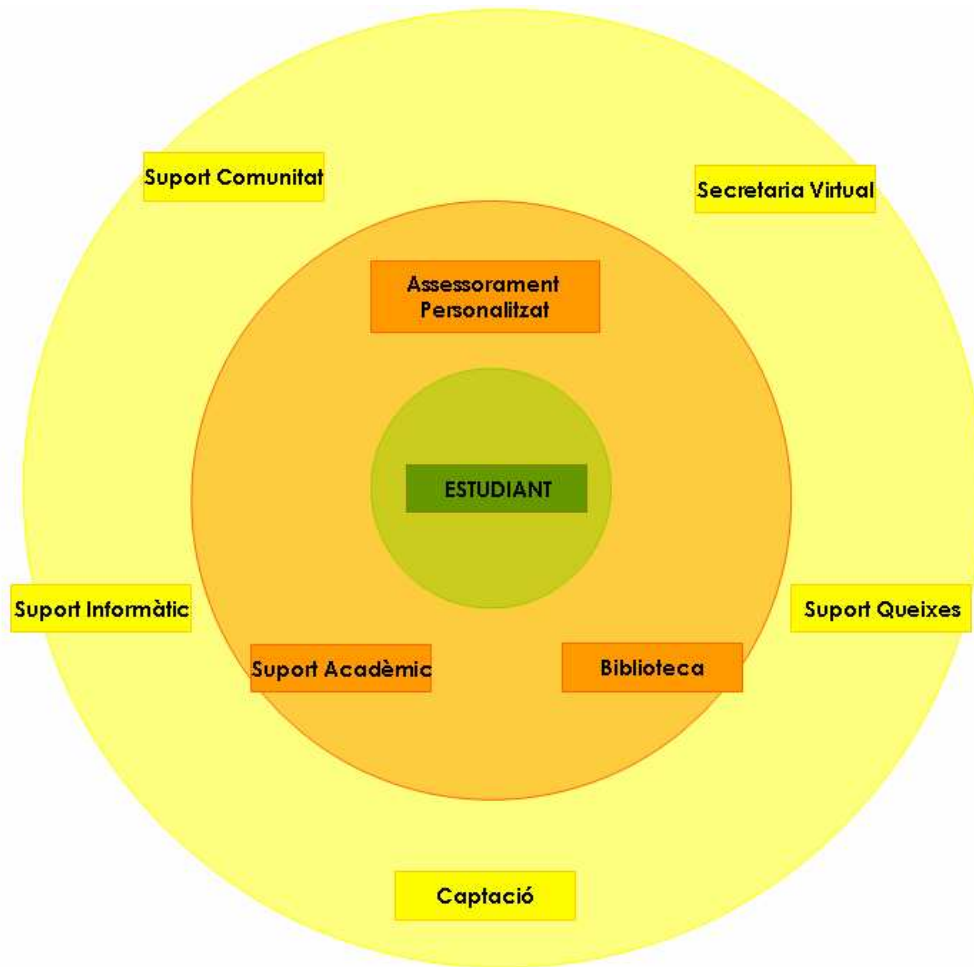 Suport Comunitat
Secretaria Virtual
Assessorament
Personalitzat
ESTUDIANT
Suport Informàtic
Suport Queixes
Suport Acadèmic
Biblioteca
Captació